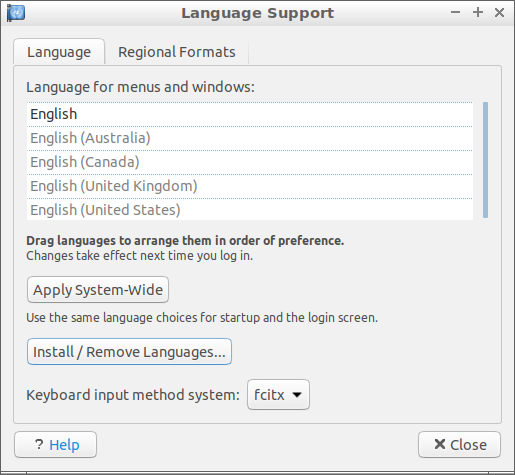 Language Support
Language
Regional Formats
Language for menus and windows:
English
English (Australia)
English (Canada)
English (United Kingdom)
English (United States)
Drag languages to arrange them in order of preference.
Changes take effect next time you log in.
Apply System-Wide
Use the same language choices for startup and the login screen.
Install / Remove Languages...
Keyboard input method system: fcitx
? Help
Close